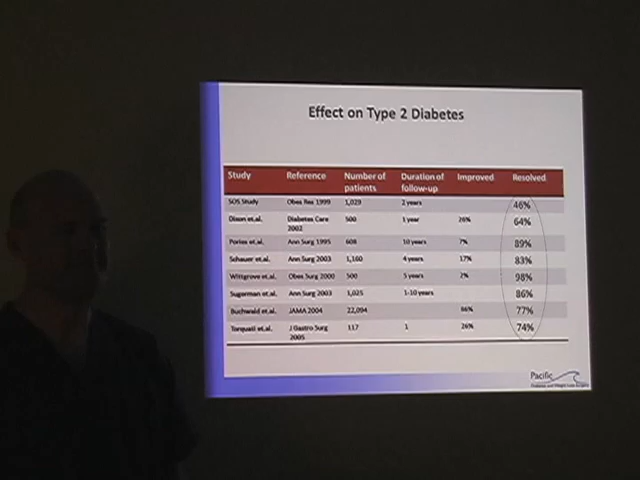 Effect on Type 2 Diabetes
Study Reference Number of patients Duration of follow-up Improved Resolved
SOS Study Obes Res 1999 1,029 2 years 46%
Dixon et.al. Diabetes Care 2002 500 1 year 26% 64%
Pories et.al. Ann Surg 1995 608 10 years 7% 89%
Schauer et.al. Ann Surg 2003 1,160 4 years 17% 83%
Wittgrove et.al. Obes Surg 2000 500 5 years 2% 98%
Sugerman et.al. Ann Surg 2003 1,025 1-10 years 86%
Buchwald et.al. JAMA 2004 22,094 86% 77%
Torquati et.al. J Gastro Surg 2005 117 1 26% 74%
Pacific